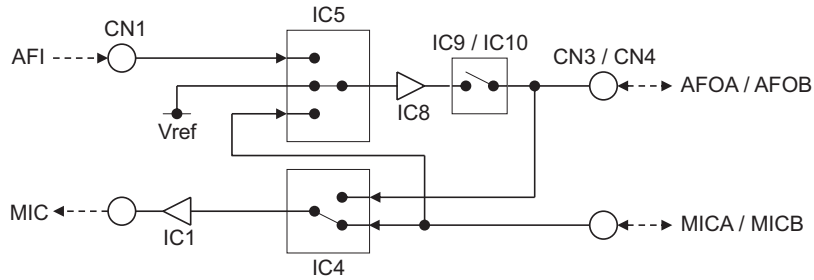 IC5
CN1
IC9 / IC10
CN3 / CN4
AFI
AFOA / AFOB
IC8
Vref
MIC
MICA / MICB
IC1
IC4